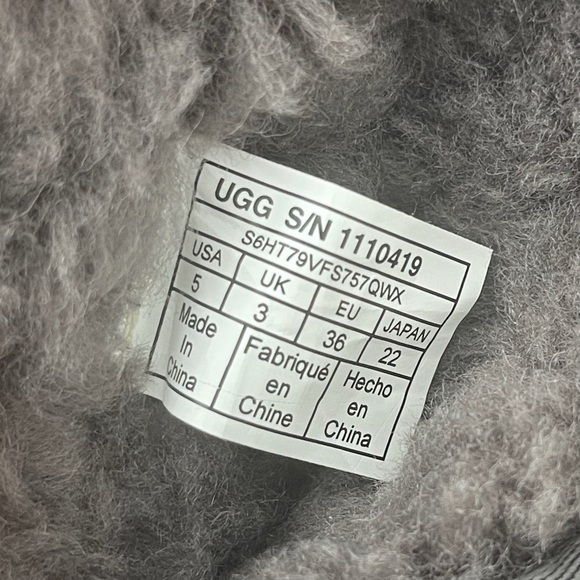 UGG S/N 1110419
S6HT79VFS757QWX
USA UK EU JAPAN
5 3 36 22
Made Fabriqué Hecho
In en en
China Chine China